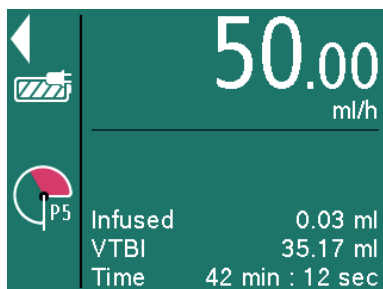 50.00
ml/h
P5
Infused 0.03 ml
VTBI 35.17 ml
Time 42 min : 12 sec